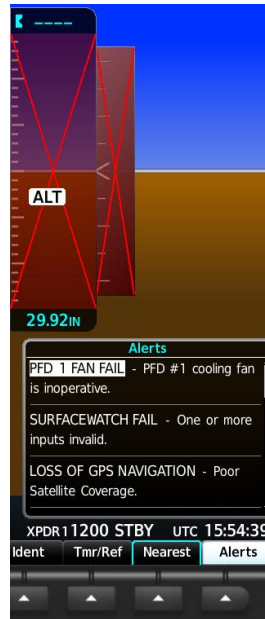 ----
ALT
29.92IN
Alerts
PFD 1 FAN FAIL - PFD #1 cooling fan
is inoperative.
SURFACEWATCH FAIL - One or more
inputs invalid.
LOSS OF GPS NAVIGATION - Poor
Satellite Coverage.
XPDR1 1200 STBY UTC 15:54:39
Ident Tmr/Ref Nearest Alerts